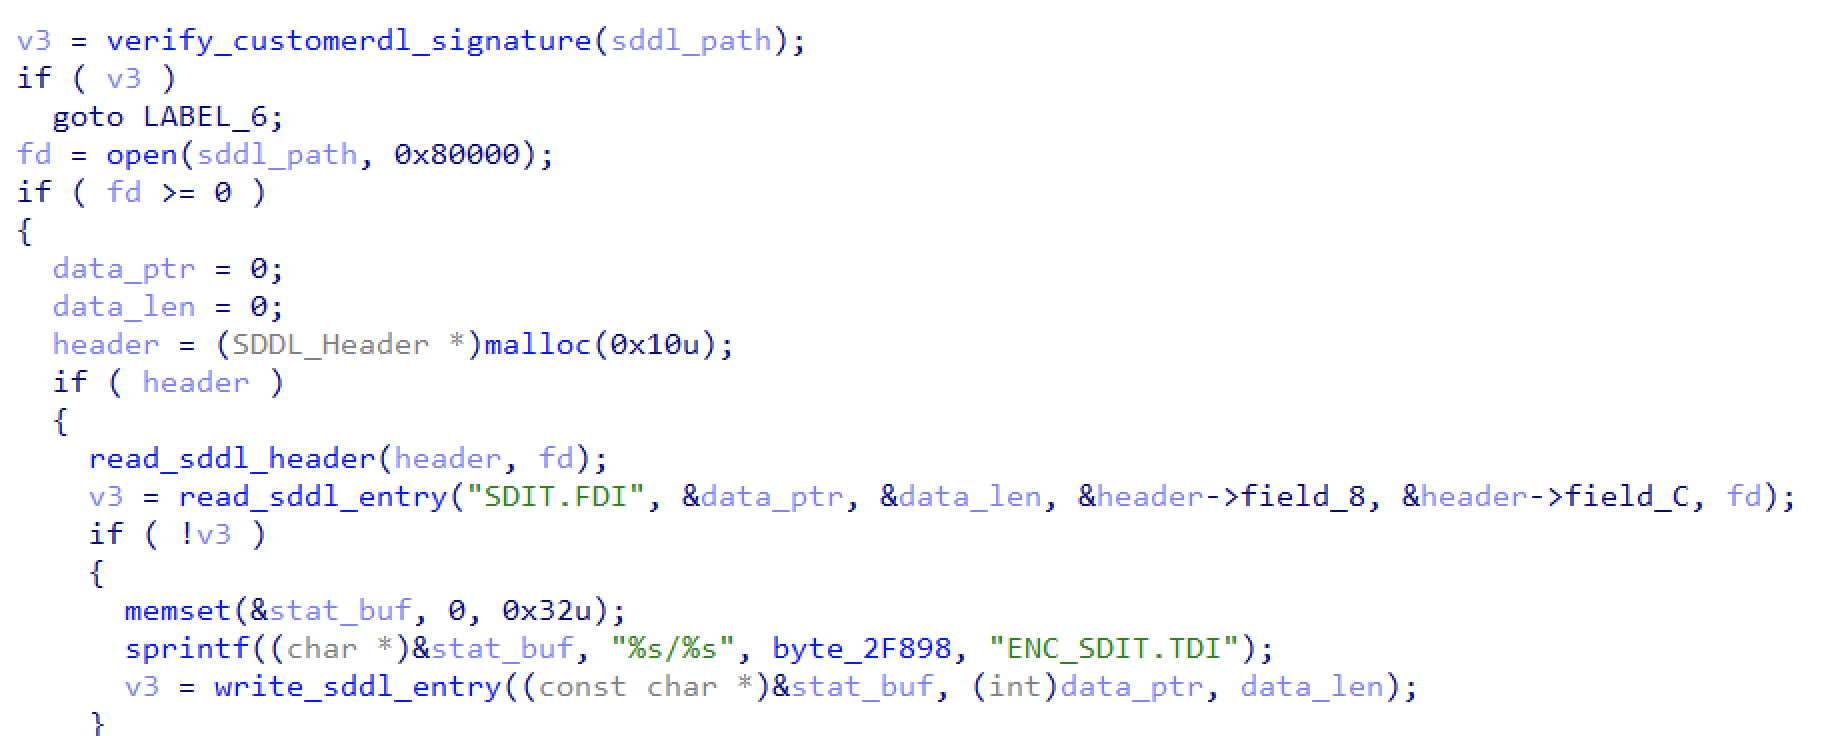 v3 = verify_customerdl_signature(sddl_path);
if ( v3 )
  goto LABEL_6;
fd = open(sddl_path, 0x80000);
if ( fd >= 0 )
{
  data_ptr = 0;
  data_len = 0;
  header = (SDDL_Header *)malloc(0x10u);
  if ( header )
  {
    read_sddl_header(header, fd);
    v3 = read_sddl_entry("SDIT.FDI", &data_ptr, &data_len, &header->field_8, &header->field_C, fd);
    if ( !v3 )
    {
      memset(&stat_buf, 0, 0x32u);
      sprintf((char *)&stat_buf, "%s/%s", byte_2F898, "ENC_SDIT.TDI");
      v3 = write_sddl_entry((const char *)&stat_buf, (int)data_ptr, data_len);
    }